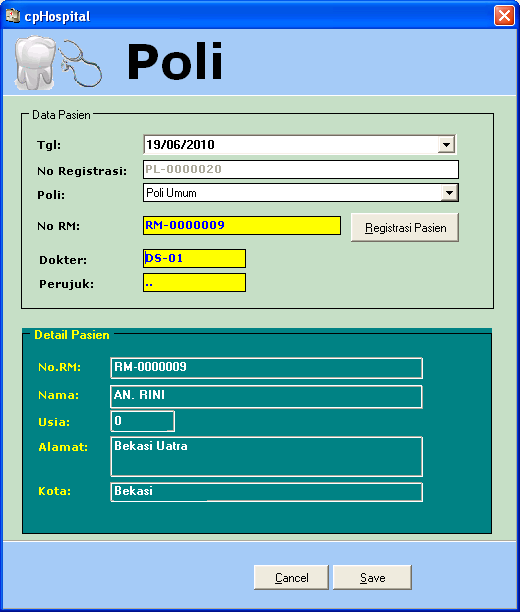 cpHospital
Poli
Data Pasien
Tgl: 19/06/2010
No Registrasi: PL-0000020
Poli: Poli Umum
No RM: RM-0000009 Registrasi Pasien
Dokter: DS-01
Perujuk: ..
Detail Pasien
No.RM: RM-0000009
Nama: AN. RINI
Usia: 0
Alamat: Bekasi Uatra
Kota: Bekasi
Cancel Save